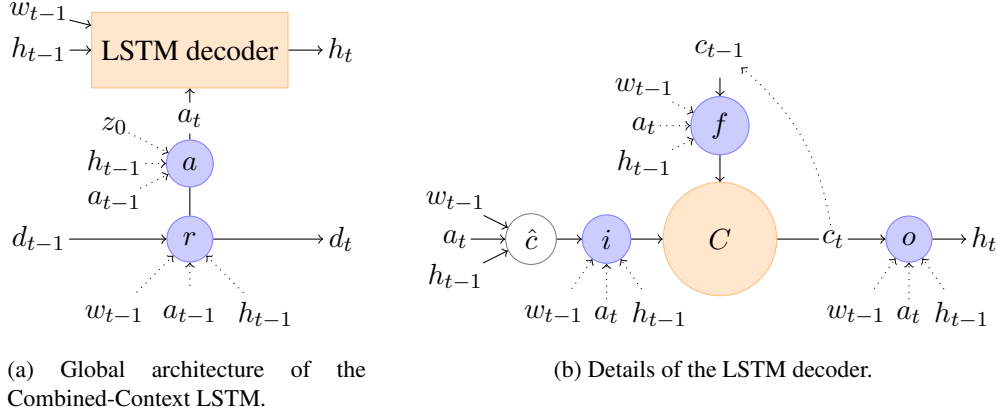 w_{t−1}
h_{t−1} LSTM decoder h_t
a_t
z_0
h_{t−1} a
a_{t−1}
d_{t−1} r d_t
w_{t−1} a_{t−1} h_{t−1}
(a) Global architecture of the
Combined-Context LSTM.
c_{t−1}
w_{t−1}
a_t f
h_{t−1}
w_{t−1}
a_t ĉ i C c_t o h_t
h_{t−1}
w_{t−1} a_t h_{t−1} w_{t−1} a_t h_{t−1}
(b) Details of the LSTM decoder.